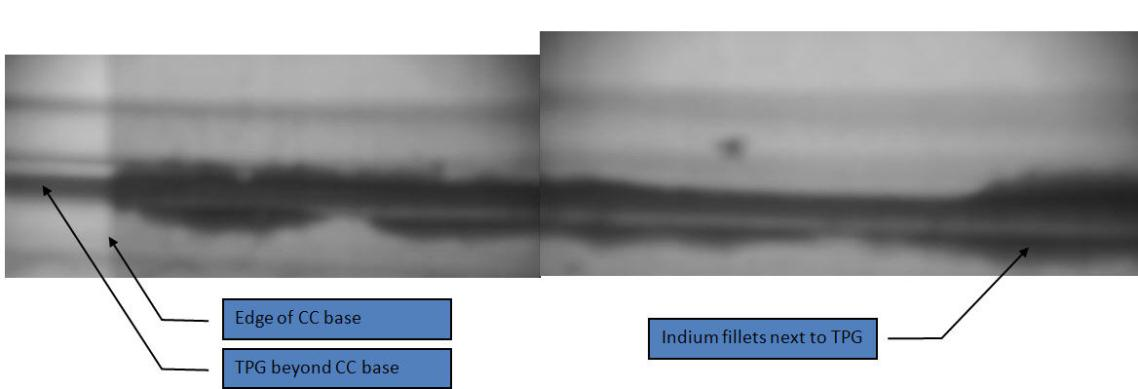 Edge of CC base
TPG beyond CC base
Indium fillets next to TPG